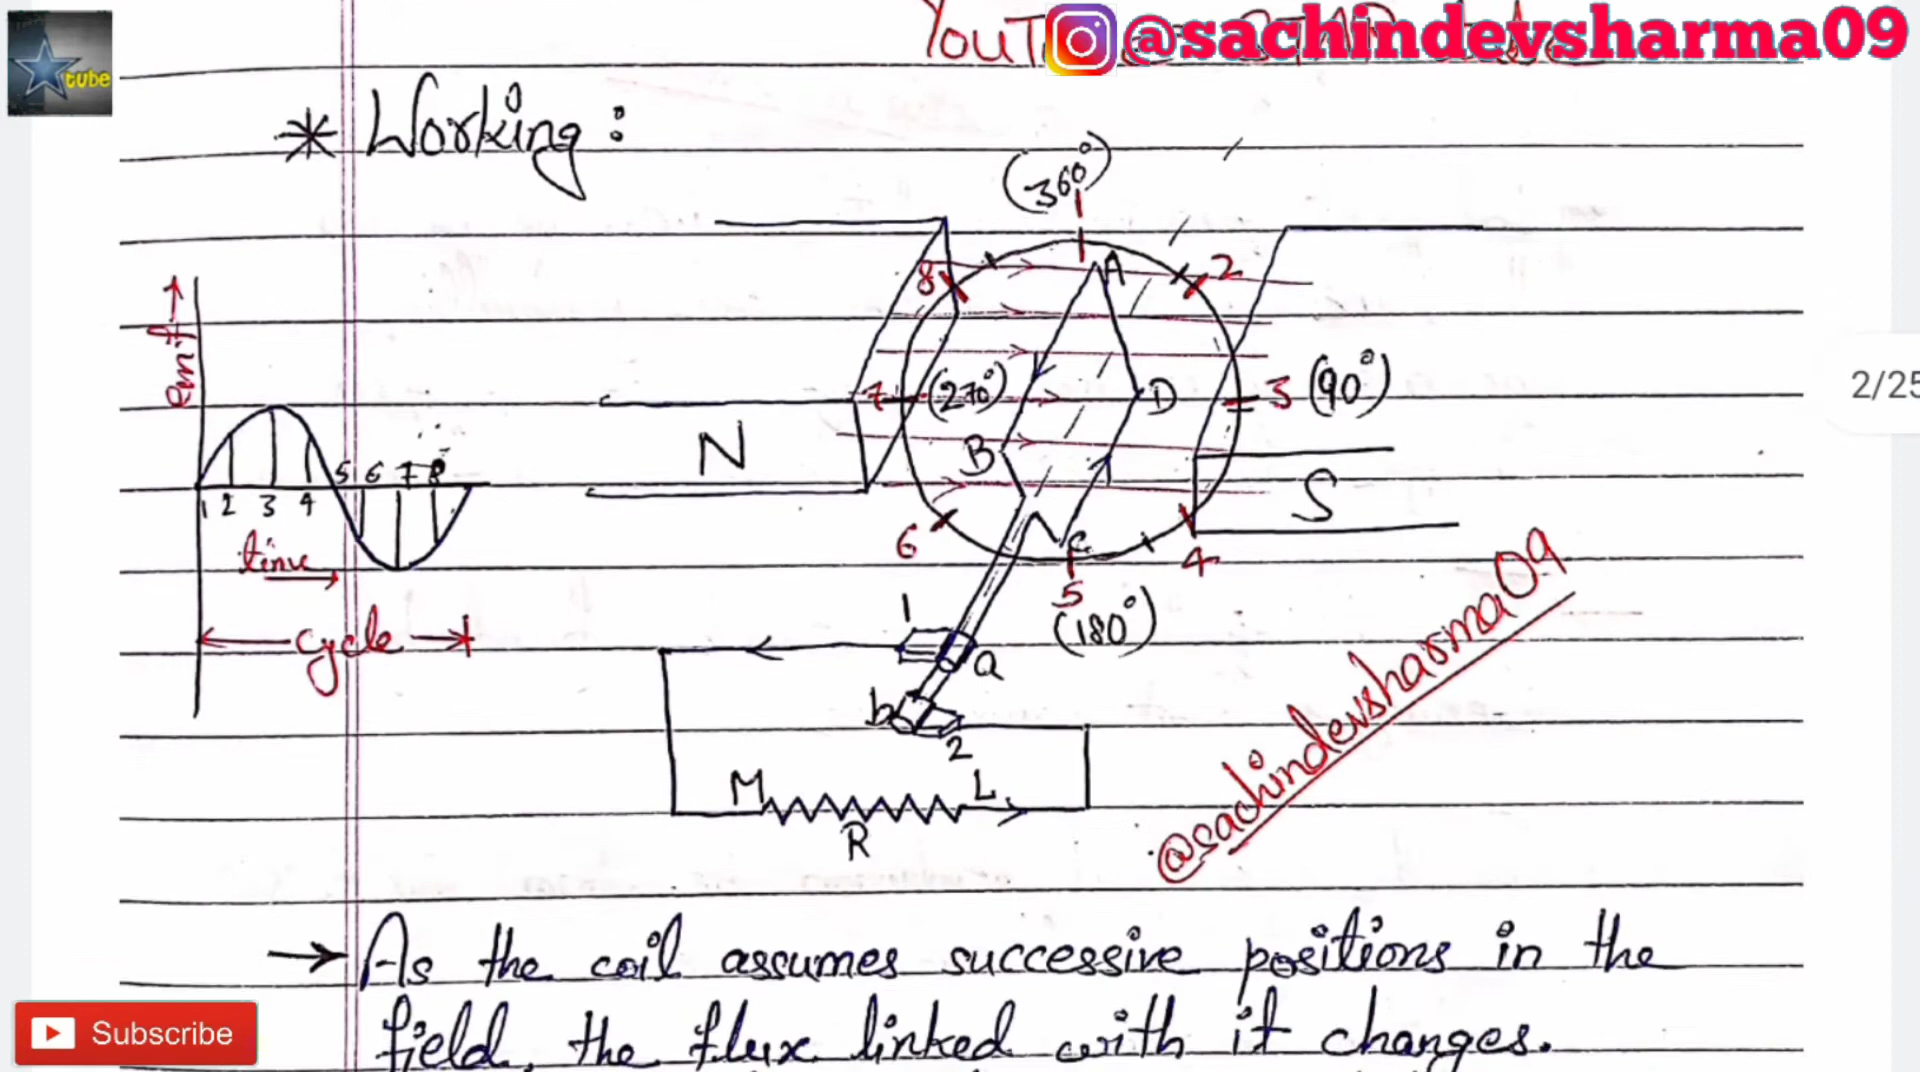 YouT
@sachindevsharma09
tube
* Working :
(360°)
1
8
A
2
emf
7
(270°)
D
3 (90°)
2/25
N
B
S
5 6 7 8
1 2 3 4
time
6
C
4
5
(180°)
cycle
1
a
b
2
M
L
R
@sachindevsharma09
→ As the coil assumes successive positions in the
field, the flux linked with it changes.
Subscribe